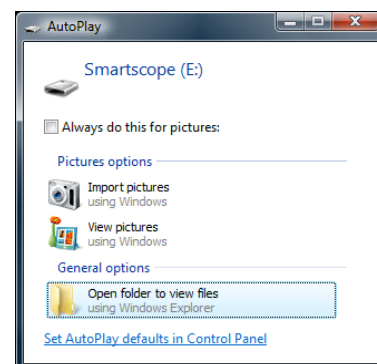 AutoPlay
Smartscope (E:)
Always do this for pictures:
Pictures options
Import pictures
using Windows
View pictures
using Windows
General options
Open folder to view files
using Windows Explorer
Set AutoPlay defaults in Control Panel